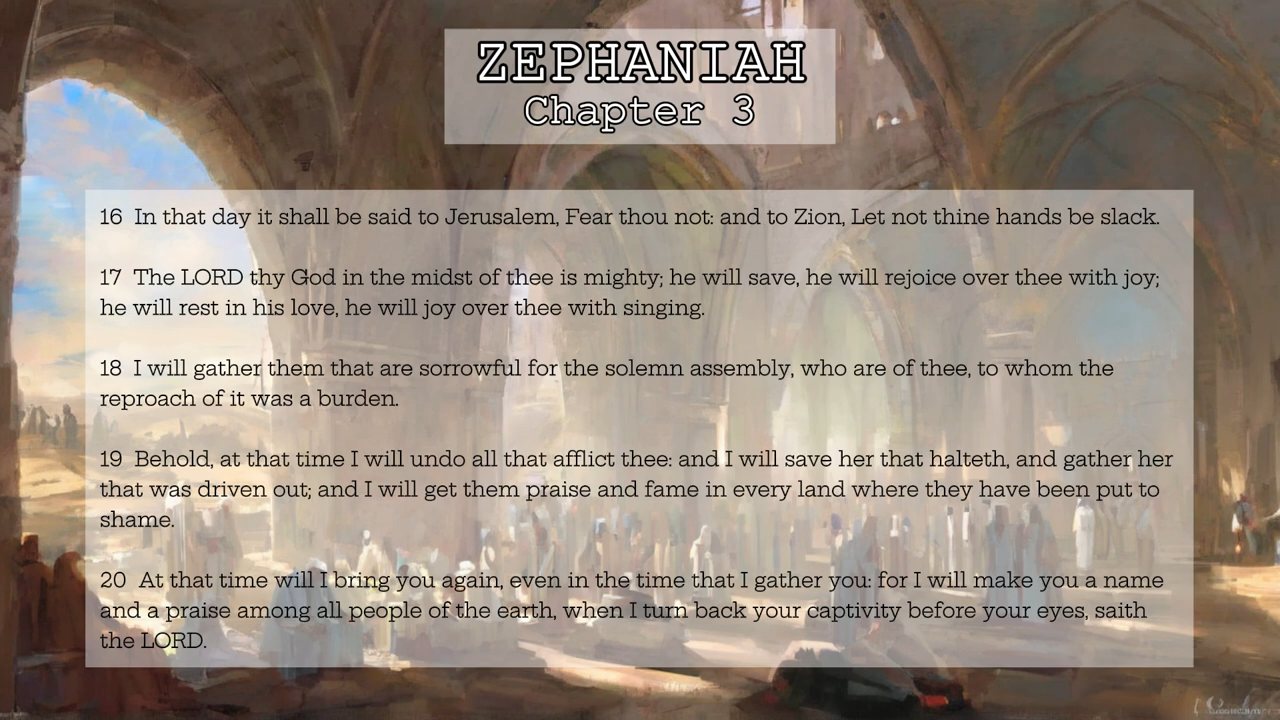 ZEPHANIAH
Chapter 3
16 In that day it shall be said to Jerusalem, Fear thou not: and to Zion, Let not thine hands be slack.
17 The LORD thy God in the midst of thee is mighty; he will save, he will rejoice over thee with joy;
he will rest in his love, he will joy over thee with singing.
18 I will gather them that are sorrowful for the solemn assembly, who are of thee, to whom the
reproach of it was a burden.
19 Behold, at that time I will undo all that afflict thee: and I will save her that halteth, and gather her
that was driven out; and I will get them praise and fame in every land where they have been put to
shame.
20 At that time will I bring you again, even in the time that I gather you: for I will make you a name
and a praise among all people of the earth, when I turn back your captivity before your eyes, saith
the LORD.